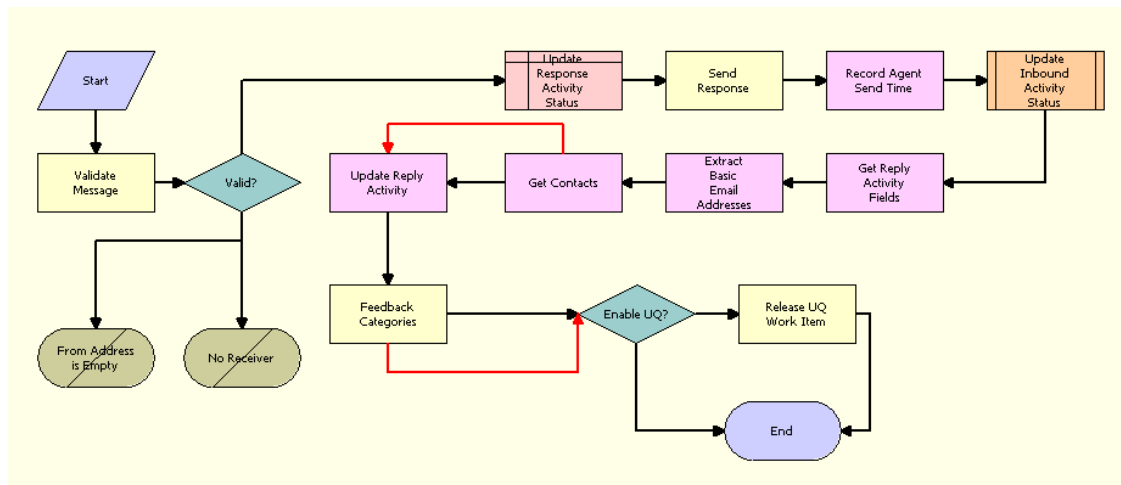 Start
Update
Response
Activity
Status
Send
Response
Record Agent
Send Time
Update
Inbound
Activity
Status
Validate
Message
Valid?
Update Reply
Activity
Get Contacts
Extract
Basic
Email
Addresses
Get Reply
Activity
Fields
From Address
is Empty
No Receiver
Feedback
Categories
Enable UQ?
Release UQ
Work Item
End